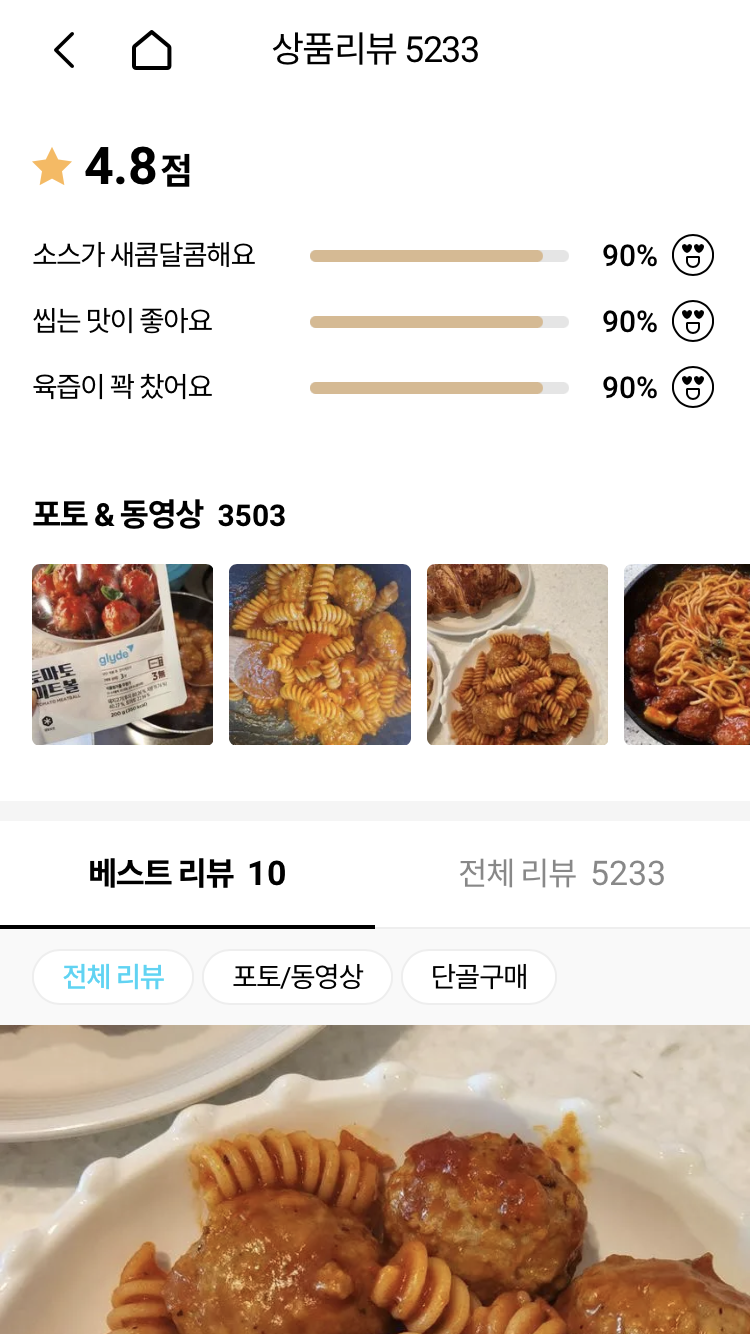 상품리뷰 5233
4.8점
소스가 새콤달콤해요 90%
씹는 맛이 좋아요 90%
육즙이 꽉 찼어요 90%
포토 & 동영상 3503
glyde
토마토
미트볼
TOMATO MEATBALL
베스트 리뷰 10
전체 리뷰 5233
전체 리뷰
포토/동영상
단골구매